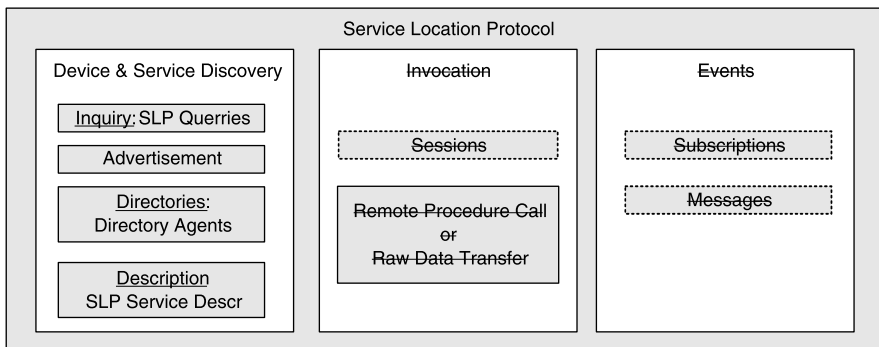 Service Location Protocol
Device & Service Discovery
Inquiry: SLP Querries
Advertisement
Directories:
Directory Agents
Description
SLP Service Descr
Invocation
Sessions
Remote Procedure Call
or
Raw Data Transfer
Events
Subscriptions
Messages